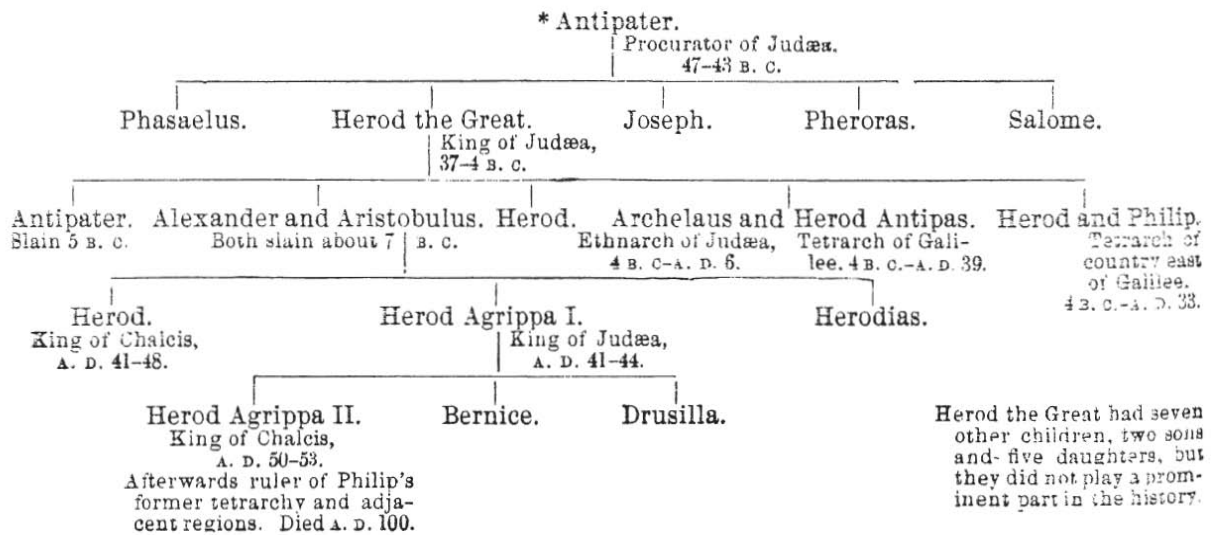 * Antipater.
Procurator of Judæa.
47–43 B. C.
Phasaelus. Herod the Great. Joseph. Pheroras. Salome.
King of Judæa,
37–4 B. C.
Antipater. Alexander and Aristobulus. Herod. Archelaus and Herod Antipas. Herod and Philip.
Slain 5 B. C. Both slain about 7 B. C. Ethnarch of Judæa, Tetrarch of Gali- Tetrarch of
4 B. C–A. D. 6. lee. 4 B. C.–A. D. 39. country east
of Galilee.
4 B. C.–A. D. 33.
Herod. Herod Agrippa I. Herodias.
King of Chalcis, King of Judæa,
A. D. 41–48. A. D. 41–44.
Herod Agrippa II. Bernice. Drusilla.
King of Chalcis,
A. D. 50–53.
Afterwards ruler of Philip's
former tetrarchy and adja-
cent regions. Died A. D. 100.
Herod the Great had seven
other children, two sons
and five daughters, but
they did not play a prom-
inent part in the history.